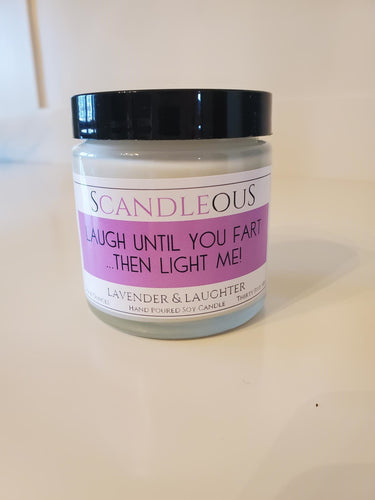 SCANDLEOUS
LAUGH UNTIL YOU FART
...THEN LIGHT ME!
LAVENDER & LAUGHTER
HAND POURED SOY CANDLE